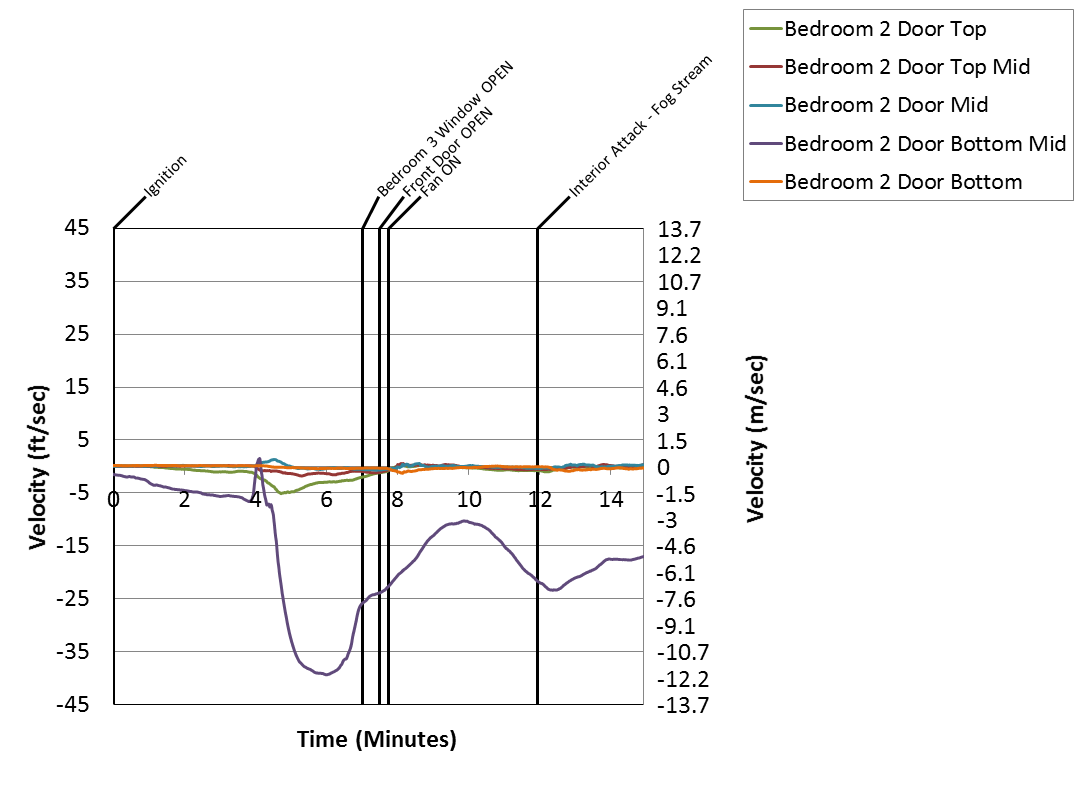 Bedroom 2 Door Top
Bedroom 2 Door Top Mid
Bedroom 2 Door Mid
Bedroom 2 Door Bottom Mid
Bedroom 2 Door Bottom
Ignition
Bedroom 3 Window OPEN
Front Door OPEN
Fan ON
Interior Attack - Fog Stream
Velocity (ft/sec)
45
35
25
15
5
-5
-15
-25
-35
-45
0
2
4
6
8
10
12
14
13.7
12.2
10.7
9.1
7.6
6.1
4.6
3
1.5
0
-1.5
-3
-4.6
-6.1
-7.6
-9.1
-10.7
-12.2
-13.7
Velocity (m/sec)
Time (Minutes)